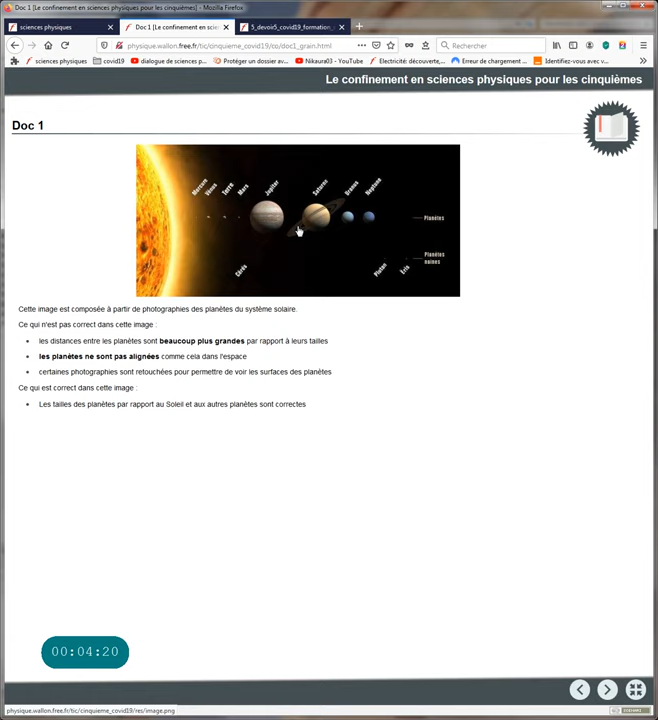 Doc 1 [Le confinement en sciences physiques pour les cinquièmes] - Mozilla Firefox
sciences physiques
Doc 1 [Le confinement en scien
5_devoir5_covid19_formation_
physique.wallon.free.fr/tic/cinquieme_covid19/co/doc1_grain.html
Rechercher
sciences physiques
covid19
dialogue de sciences p...
Protéger un dossier av...
Nikaura03 - YouTube
Electricité: découverte,...
Erreur de chargement ...
Identifiez-vous avec v...
Le confinement en sciences physiques pour les cinquièmes
Doc 1
Mercure
Vénus
Terre
Mars
Jupiter
Saturne
Uranus
Neptune
Planètes
Cérès
Pluton
Éris
Planètes
naines
Cette image est composée à partir de photographies des planètes du système solaire.
Ce qui n'est pas correct dans cette image :
les distances entre les planètes sont beaucoup plus grandes par rapport à leurs tailles
les planètes ne sont pas alignées comme cela dans l'espace
certaines photographies sont retouchées pour permettre de voir les surfaces des planètes
Ce qui est correct dans cette image :
Les tailles des planètes par rapport au Soleil et aux autres planètes sont correctes
00:04:20
physique.wallon.free.fr/tic/cinquieme_covid19/res/image.png